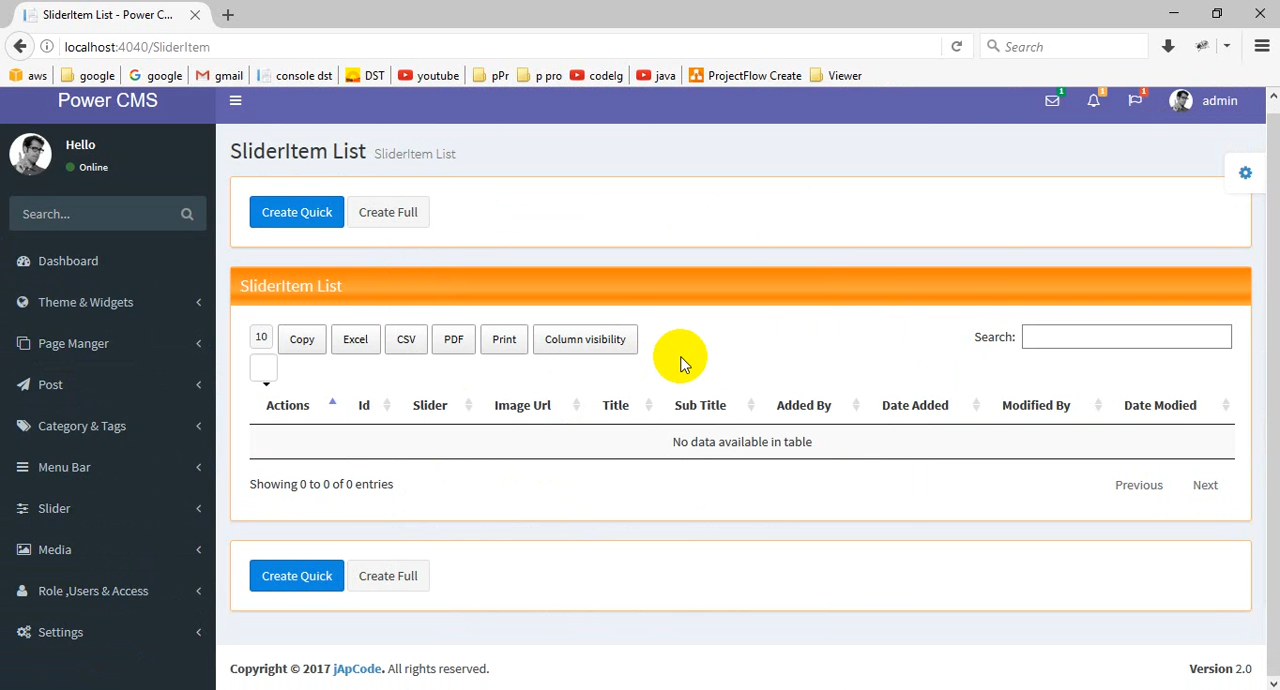 SliderItem List - Power C...
localhost:4040/SliderItem
Search
aws google google gmail console dst DST youtube pPr p pro codelg java ProjectFlow Create Viewer
Power CMS
1 1 1 admin
Hello
Online
Search...
Dashboard
Theme & Widgets
Page Manger
Post
Category & Tags
Menu Bar
Slider
Media
Role ,Users & Access
Settings
SliderItem List SliderItem List
Create Quick Create Full
SliderItem List
10 Copy Excel CSV PDF Print Column visibility Search:
Actions Id Slider Image Url Title Sub Title Added By Date Added Modified By Date Modied
No data available in table
Showing 0 to 0 of 0 entries Previous Next
Create Quick Create Full
Copyright © 2017 jApCode. All rights reserved. Version 2.0